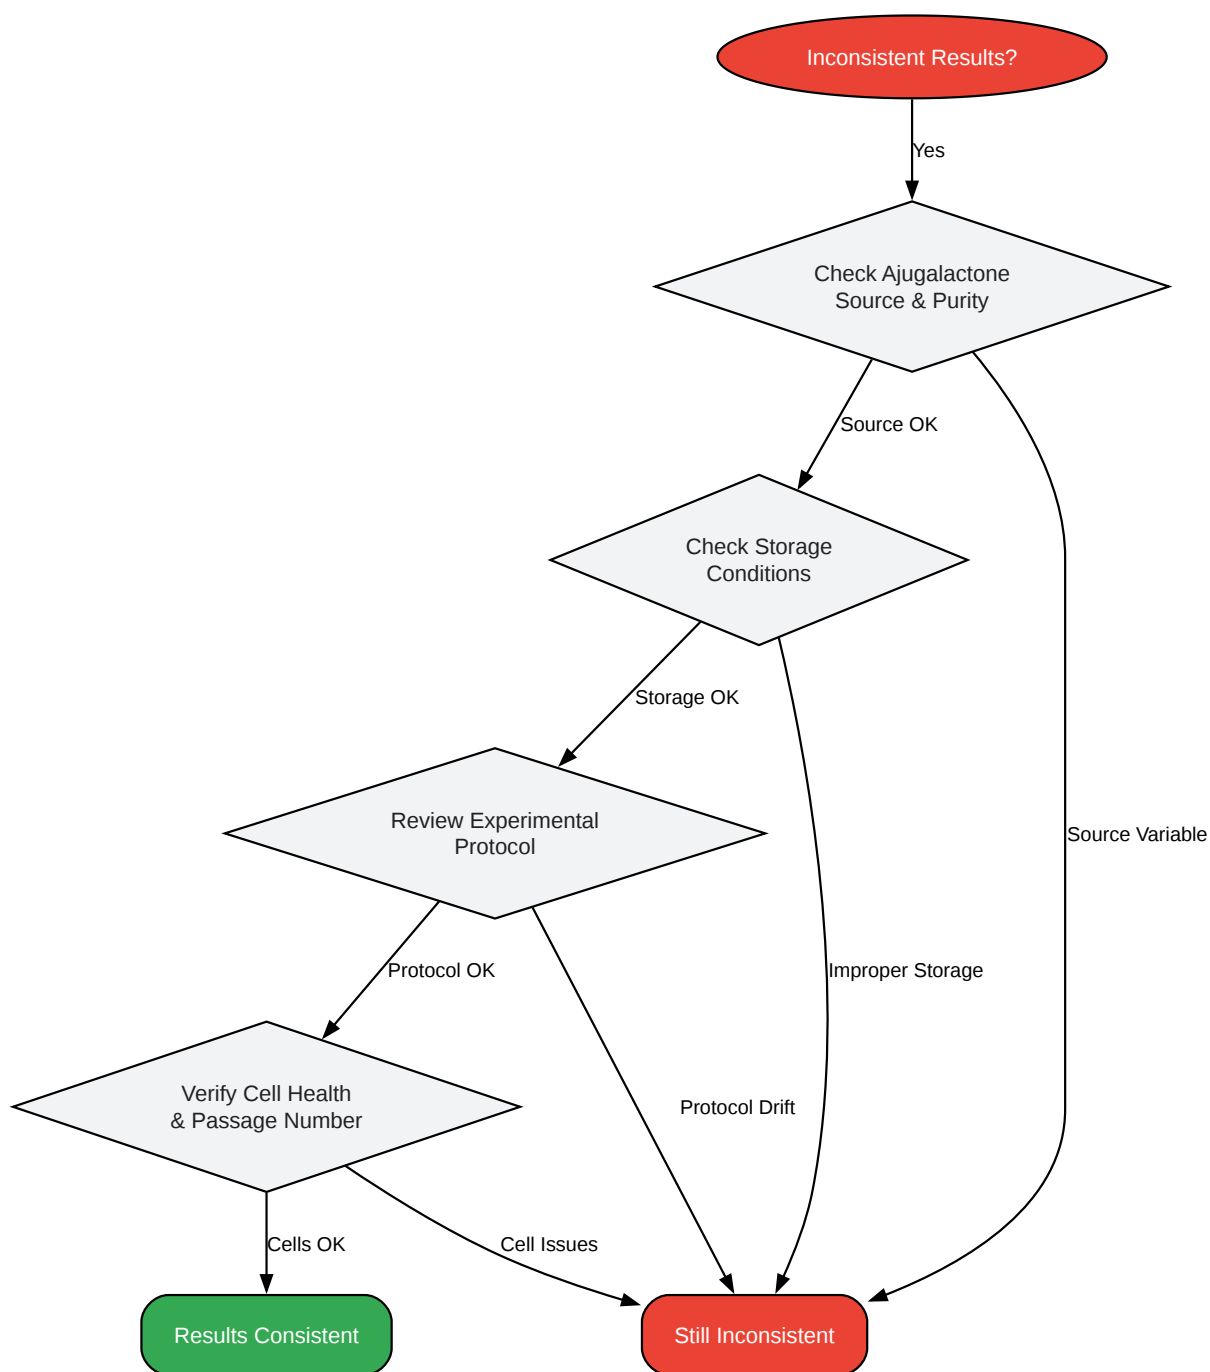 Inconsistent Results?
Yes
Check Ajugalactone
Source & Purity
Source OK
Check Storage
Conditions
Storage OK
Review Experimental
Protocol
Source Variable
Protocol OK
Improper Storage
Verify Cell Health
& Passage Number
Protocol Drift
Cells OK
Cell Issues
Results Consistent
Still Inconsistent